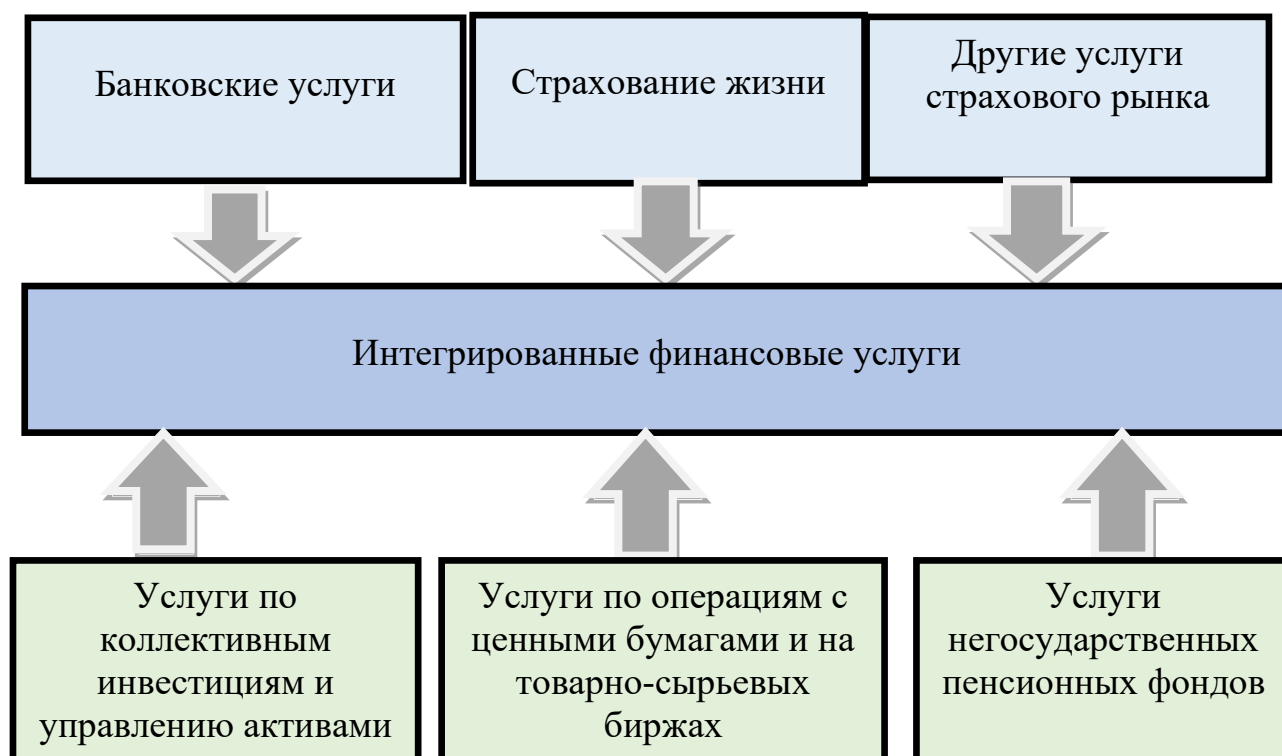 Банковские услуги
Страхование жизни
Другие услуги
страхового рынка
Интегрированные финансовые услуги
Услуги по
коллективным
инвестициям и
управлению активами
Услуги по операциям с
ценными бумагами и на
товарно-сырьевых
биржах
Услуги
негосударственных
пенсионных фондов